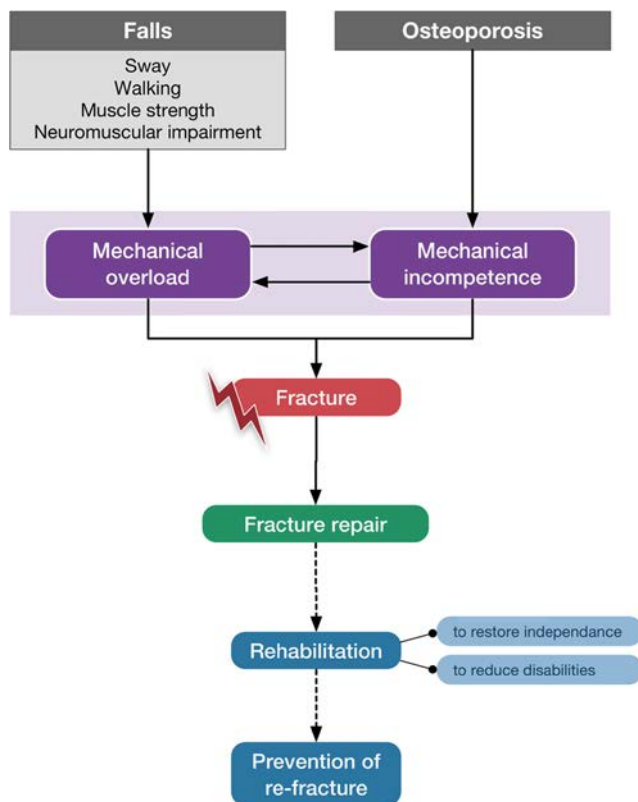 Falls
Osteoporosis
Sway
Walking
Muscle strength
Neuromuscular impairment
Mechanical
overload
Mechanical
incompetence
Fracture
Fracture repair
Rehabilitation
to restore independance
to reduce disabilities
Prevention of
re-fracture